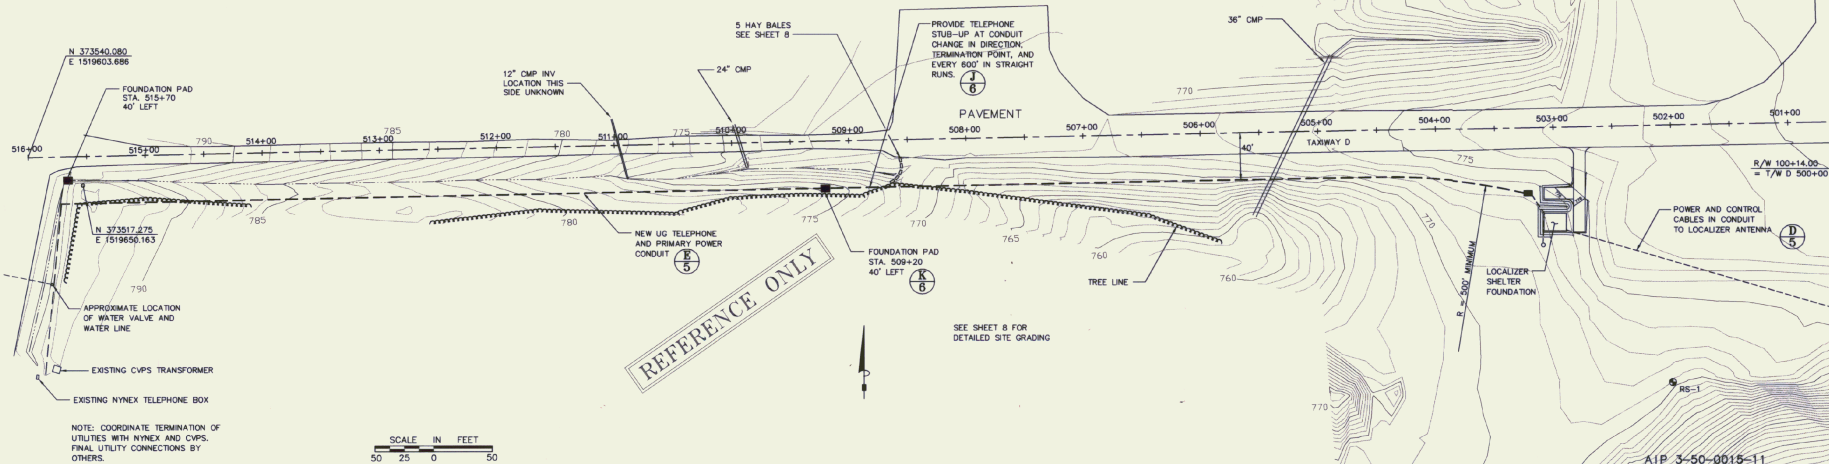 N 373540.080
E 1519603.686
FOUNDATION PAD
STA. 515+70
40' LEFT
12" CMP INV
LOCATION THIS
SIDE UNKNOWN
24" CMP
5 HAY BALES
SEE SHEET 8
PROVIDE TELEPHONE
STUB-UP AT CONDUIT
CHANGE IN DIRECTION,
TERMINATION POINT, AND
EVERY 600' IN STRAIGHT
RUNS.
J
6
36" CMP
770
PAVEMENT
516+00
515+00
790
514+00
513+00
785
512+00
780
511+00
775
510+00
509+00
508+00
507+00
506+00
505+00
504+00
503+00
502+00
501+00
40'
TAXIWAY D
775
R/W 100+14.00
= T/W D 500+00
N 373517.275
E 1519650.163
785
780
775
770
765
760
760
770
NEW UG TELEPHONE
AND PRIMARY POWER
CONDUIT
E
5
FOUNDATION PAD
STA. 509+20
40' LEFT
K
6
TREE LINE
R = 500' MINIMUM
LOCALIZER
SHELTER
FOUNDATION
POWER AND CONTROL
CABLES IN CONDUIT
TO LOCALIZER ANTENNA
D
5
790
APPROXIMATE LOCATION
OF WATER VALVE AND
WATER LINE
REFERENCE ONLY
SEE SHEET 8 FOR
DETAILED SITE GRADING
EXISTING CVPS TRANSFORMER
EXISTING NYNEX TELEPHONE BOX
RS-1
770
NOTE: COORDINATE TERMINATION OF
UTILITIES WITH NYNEX AND CVPS.
FINAL UTILITY CONNECTIONS BY
OTHERS.
SCALE IN FEET
50 25 0 50
AIP 3-50-0015-11